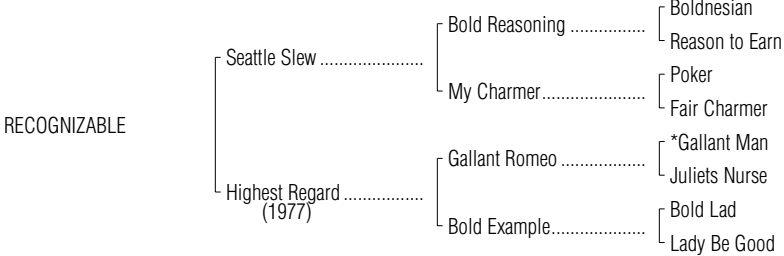 Boldnesian
Bold Reasoning ................
Reason to Earn
Seattle Slew ......................
Poker
My Charmer......................
Fair Charmer
RECOGNIZABLE
*Gallant Man
Gallant Romeo ..................
Juliets Nurse
Highest Regard .................
(1977)
Bold Lad
Bold Example....................
Lady Be Good